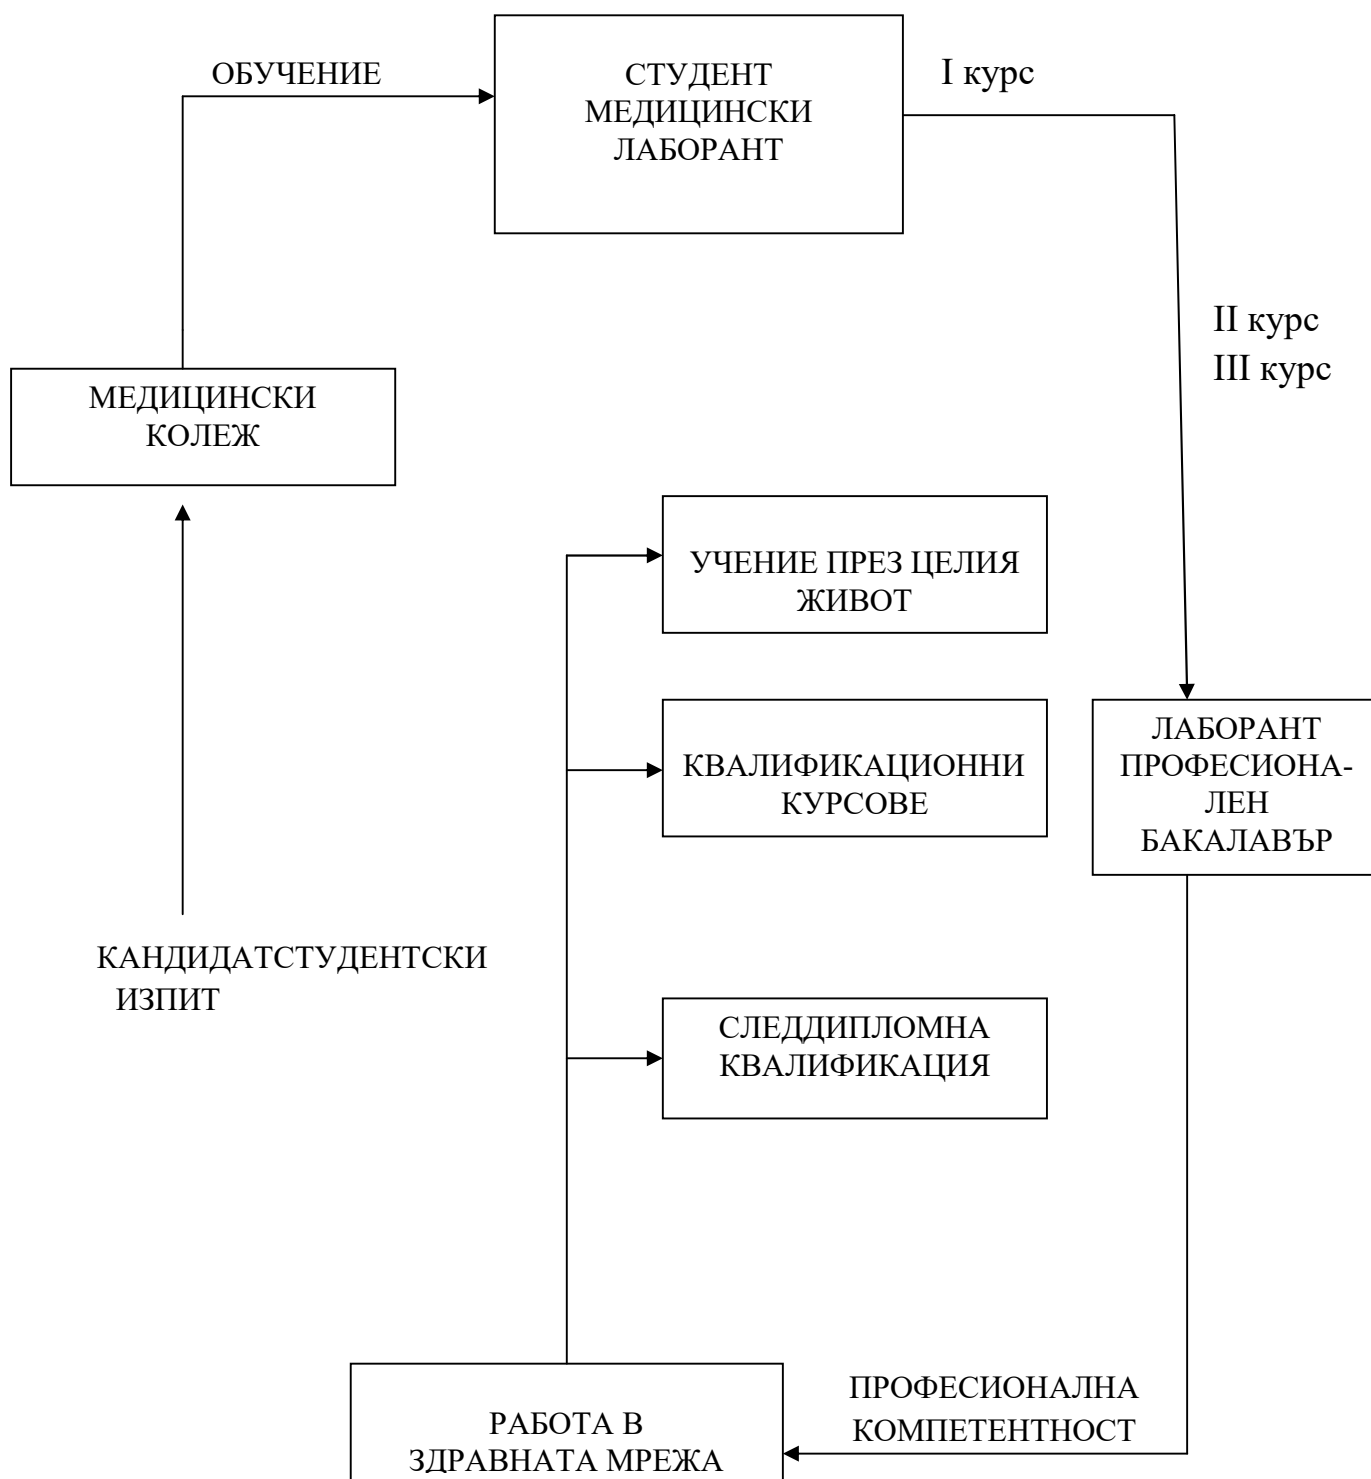 ОБУЧЕНИЕ
СТУДЕНТ
МЕДИЦИНСКИ
ЛАБОРАНТ
I курс
II курс
III курс
МЕДИЦИНСКИ
КОЛЕЖ
УЧЕНИЕ ПРЕЗ ЦЕЛИЯ
ЖИВОТ
КВАЛИФИКАЦИОННИ
КУРСОВЕ
ЛАБОРАНТ
ПРОФЕСИОНА-
ЛЕН
БАКАЛАВЪР
КАНДИДАТСТУДЕНТСКИ
ИЗПИТ
СЛЕДДИПЛОМНА
КВАЛИФИКАЦИЯ
ПРОФЕСИОНАЛНА
КОМПЕТЕНТНОСТ
РАБОТА В
ЗДРАВНАТА МРЕЖА